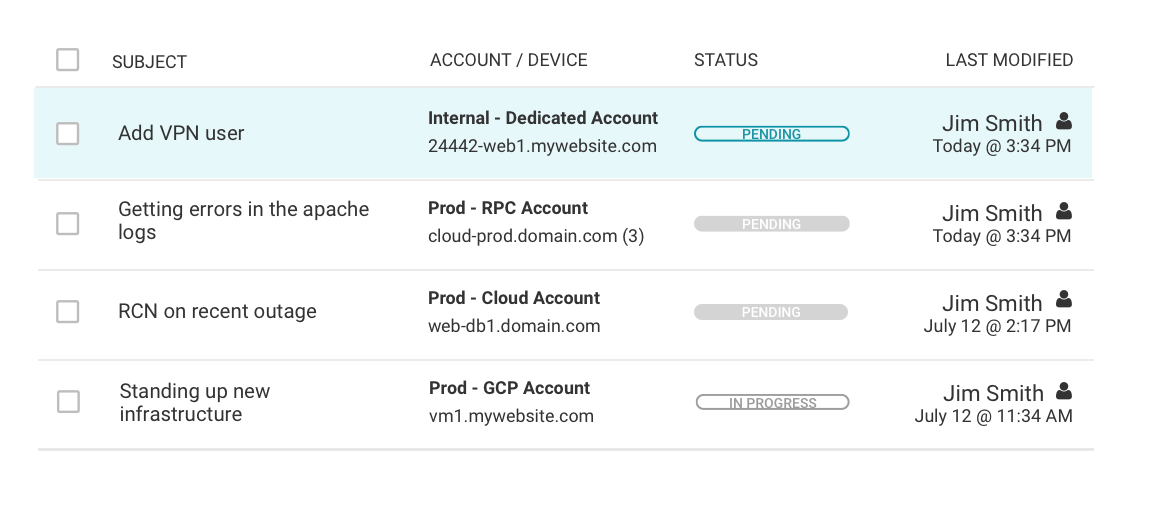 SUBJECT
ACCOUNT / DEVICE
STATUS
LAST MODIFIED
Add VPN user
Internal - Dedicated Account
24442-web1.mywebsite.com
PENDING
Jim Smith
Today @ 3:34 PM
Getting errors in the apache
logs
Prod - RPC Account
cloud-prod.domain.com (3)
PENDING
Jim Smith
Today @ 3:34 PM
RCN on recent outage
Prod - Cloud Account
web-db1.domain.com
PENDING
Jim Smith
July 12 @ 2:17 PM
Standing up new
infrastructure
Prod - GCP Account
vm1.mywebsite.com
IN PROGRESS
Jim Smith
July 12 @ 11:34 AM